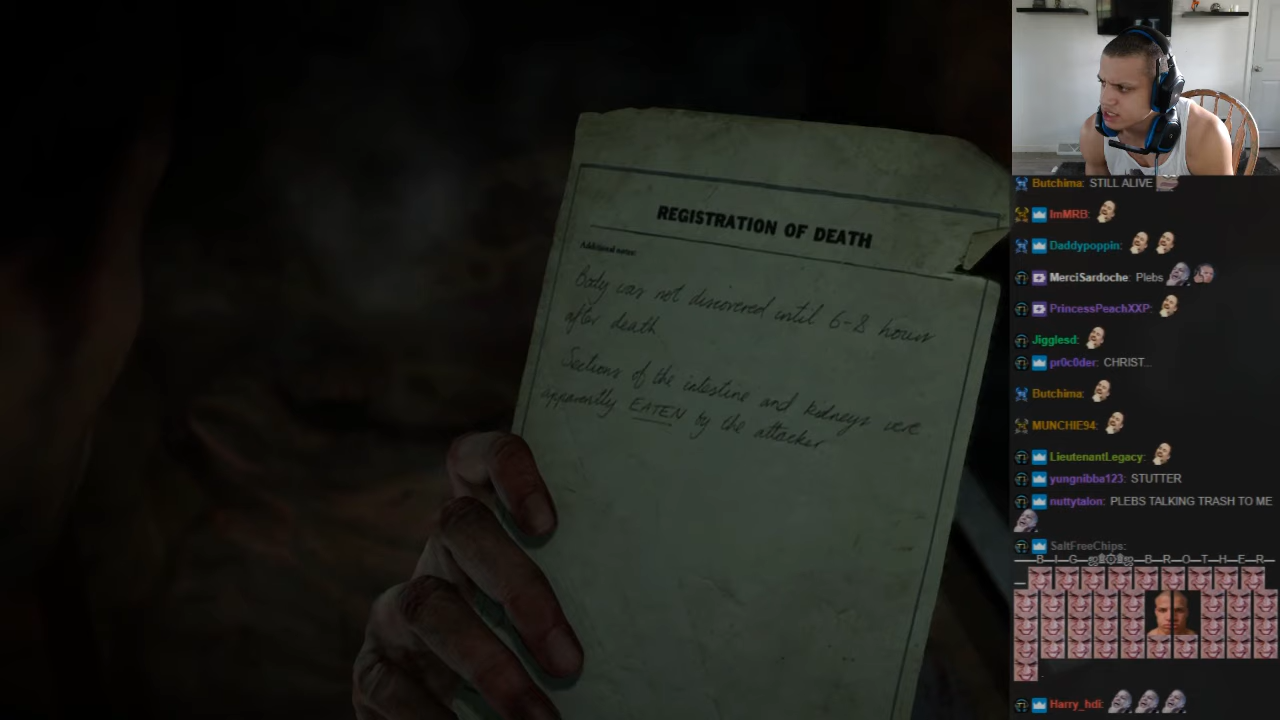 REGISTRATION OF DEATH
Additional notes:
Body was not discovered until 6-8 hours
after death
Sections of the intestine and kidneys were
apparently EATEN by the attacker.
Butchima: STILL ALIVE
ImMRB:
Daddypoppin:
MerciSardoche: Plebs
PrincessPeachXXP:
Jigglesd:
pr0c0der: CHRIST...
Butchima:
MUNCHIE94:
LieutenantLegacy:
yungnibba123: STUTTER
nuttytalon: PLEBS TALKING TRASH TO ME
SaltFreeChips:
B I G B R O T H E R
Harry_hdi: